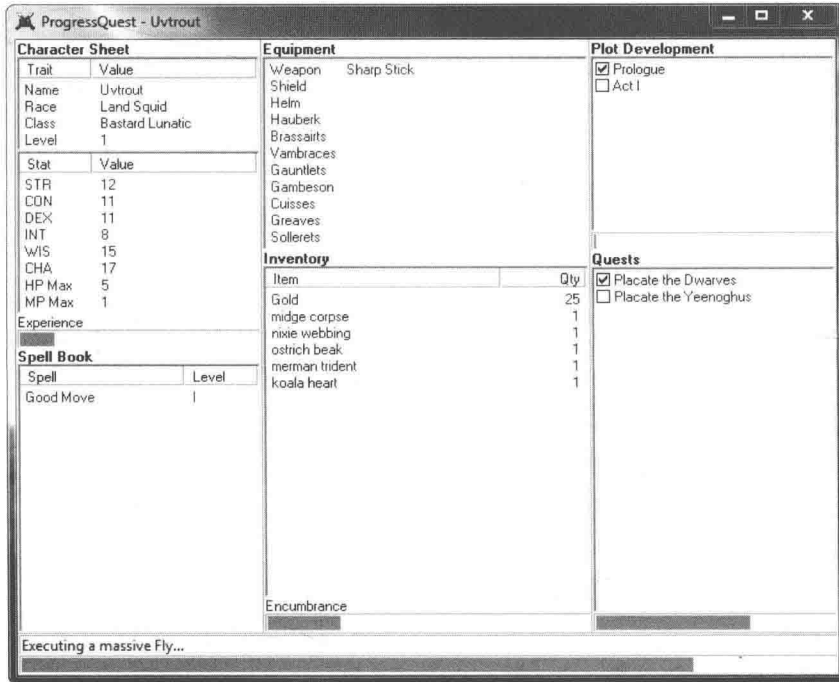 ProgressQuest - Uvtrout
Character Sheet
Trait Value
Name Uvtrout
Race Land Squid
Class Bastard Lunatic
Level 1
Stat Value
STR 12
CON 11
DEX 11
INT 8
WIS 15
CHA 17
HP Max 5
MP Max 1
Experience
Spell Book
Spell Level
Good Move I
Equipment
Weapon Sharp Stick
Shield
Helm
Hauberk
Brassairts
Vambraces
Gauntlets
Gambeson
Cuisses
Greaves
Sollerets
Inventory
Item Qty
Gold 25
midge corpse 1
nixie webbing 1
ostrich beak 1
merman trident 1
koala heart 1
Encumbrance
Plot Development
Prologue
Act I
Quests
Placate the Dwarves
Placate the Yeenoghus
Executing a massive Fly...